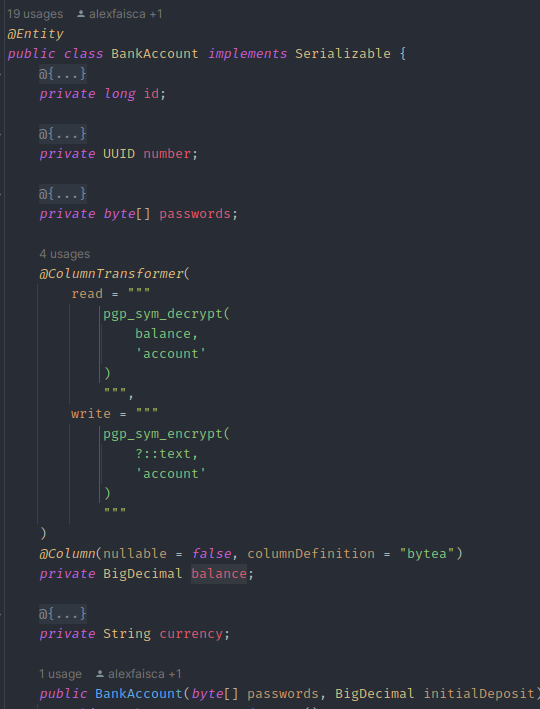 19 usages alexfaisca +1
@Entity
public class BankAccount implements Serializable {
@{...}
private long id;
@{...}
private UUID number;
@{...}
private byte[] passwords;
4 usages
@ColumnTransformer(
read = """
pgp_sym_decrypt(
balance,
'account'
)
""",
write = """
pgp_sym_encrypt(
?::text,
'account'
)
"""
)
@Column(nullable = false, columnDefinition = "bytea")
private BigDecimal balance;
@{...}
private String currency;
1 usage alexfaisca +1
public BankAccount(byte[] passwords, BigDecimal initialDeposit)